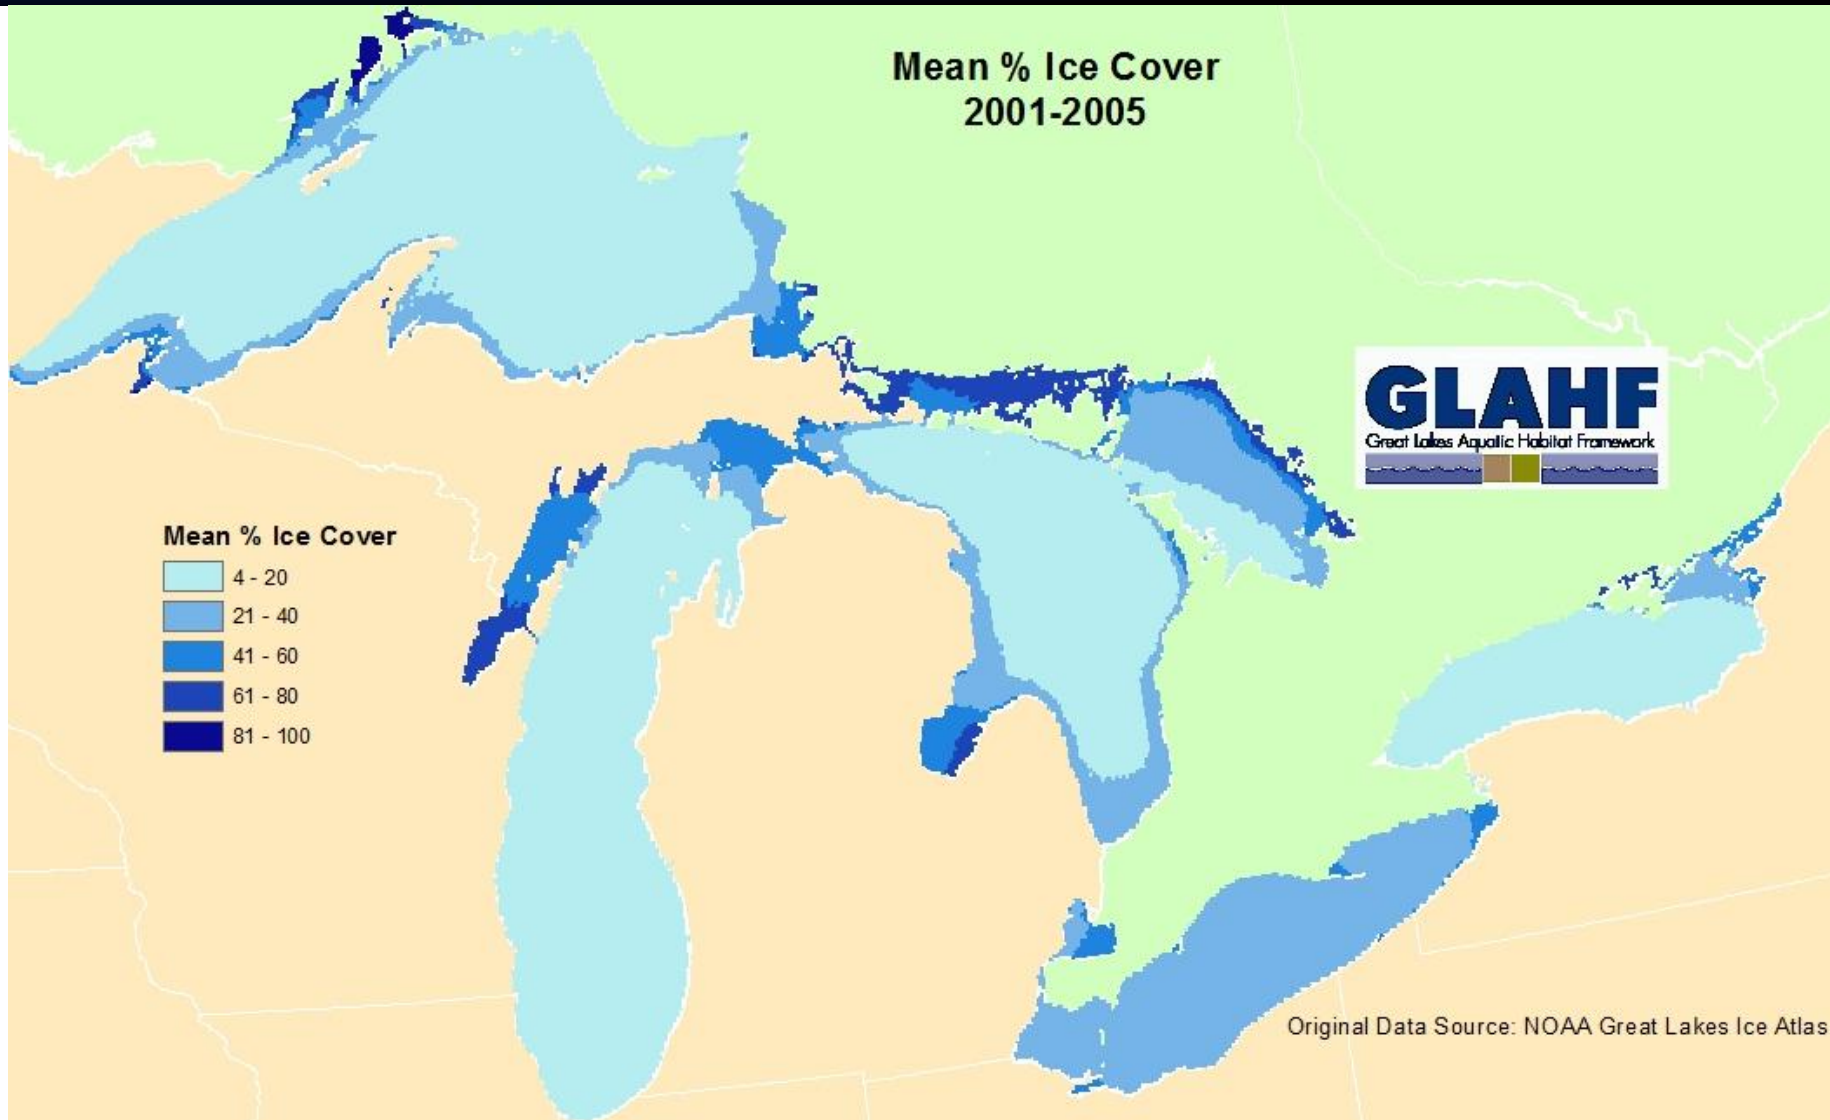 Mean % Ice Cover
2001-2005
GLAHF
Great Lakes Aquatic Habitat Framework
Mean % Ice Cover
4 - 20
21 - 40
41 - 60
61 - 80
81 - 100
Original Data Source: NOAA Great Lakes Ice Atlas